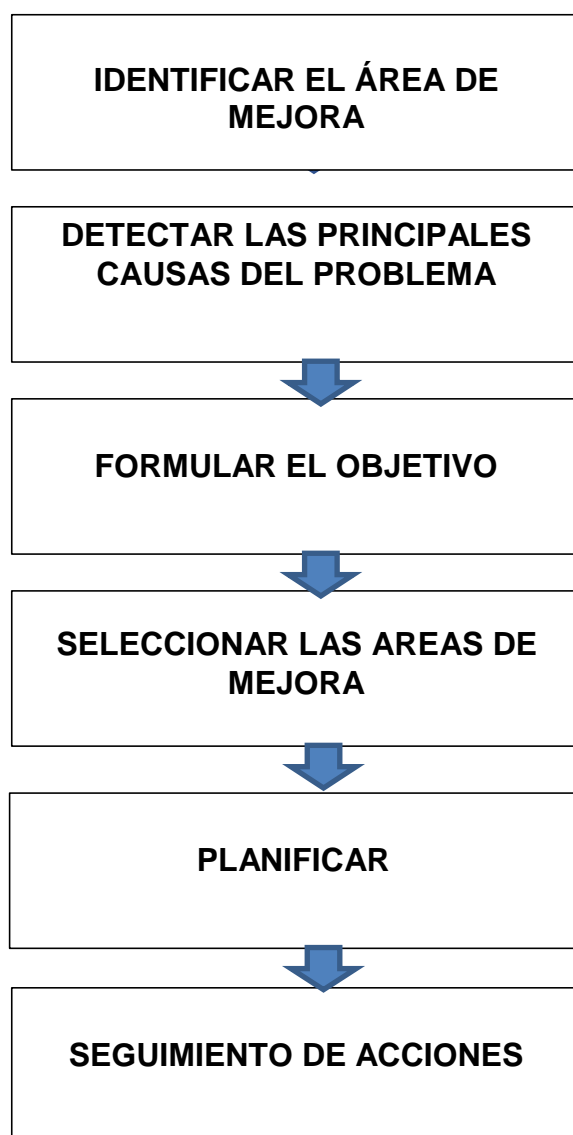 IDENTIFICAR EL ÁREA DE
MEJORA
DETECTAR LAS PRINCIPALES
CAUSAS DEL PROBLEMA
FORMULAR EL OBJETIVO
SELECCIONAR LAS AREAS DE
MEJORA
PLANIFICAR
SEGUIMIENTO DE ACCIONES